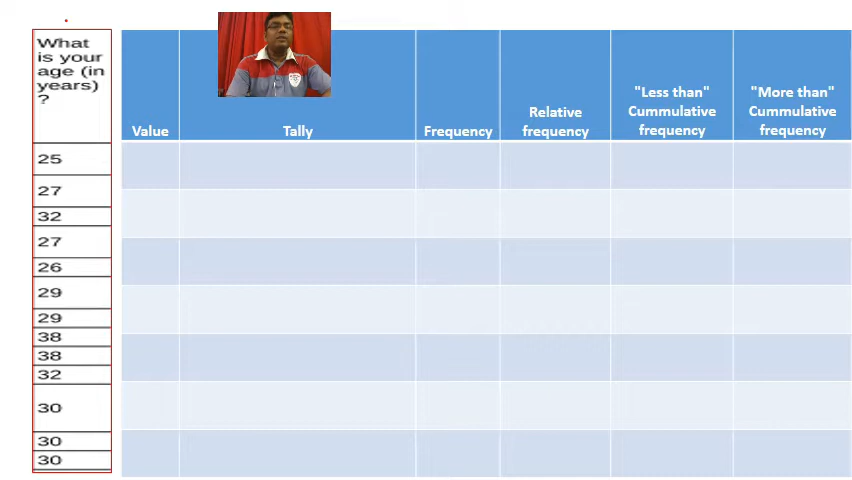 What
is your
age (in
years)
?
25
27
32
27
26
29
29
38
38
32
30
30
30
Value
Tally
Frequency
Relative
frequency
"Less than"
Cummulative
frequency
"More than"
Cummulative
frequency